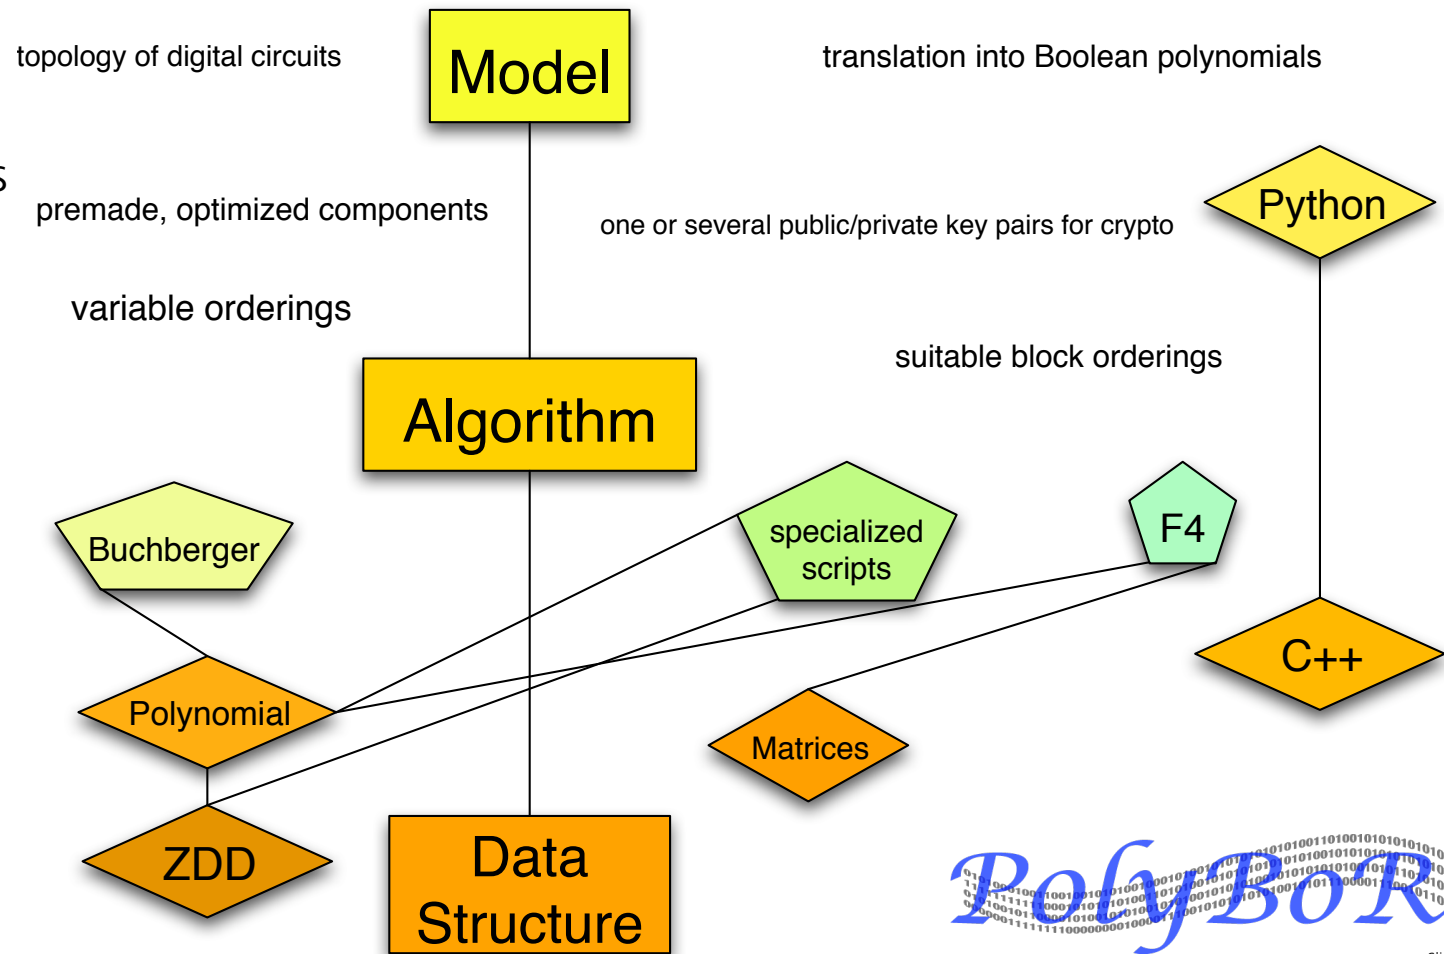 topology of digital circuits
Model
translation into Boolean polynomials
s
premade, optimized components
one or several public/private key pairs for crypto
Python
variable orderings
suitable block orderings
Algorithm
Buchberger
specialized
scripts
F4
C++
Polynomial
Matrices
ZDD
Data
Structure
PolyBoR